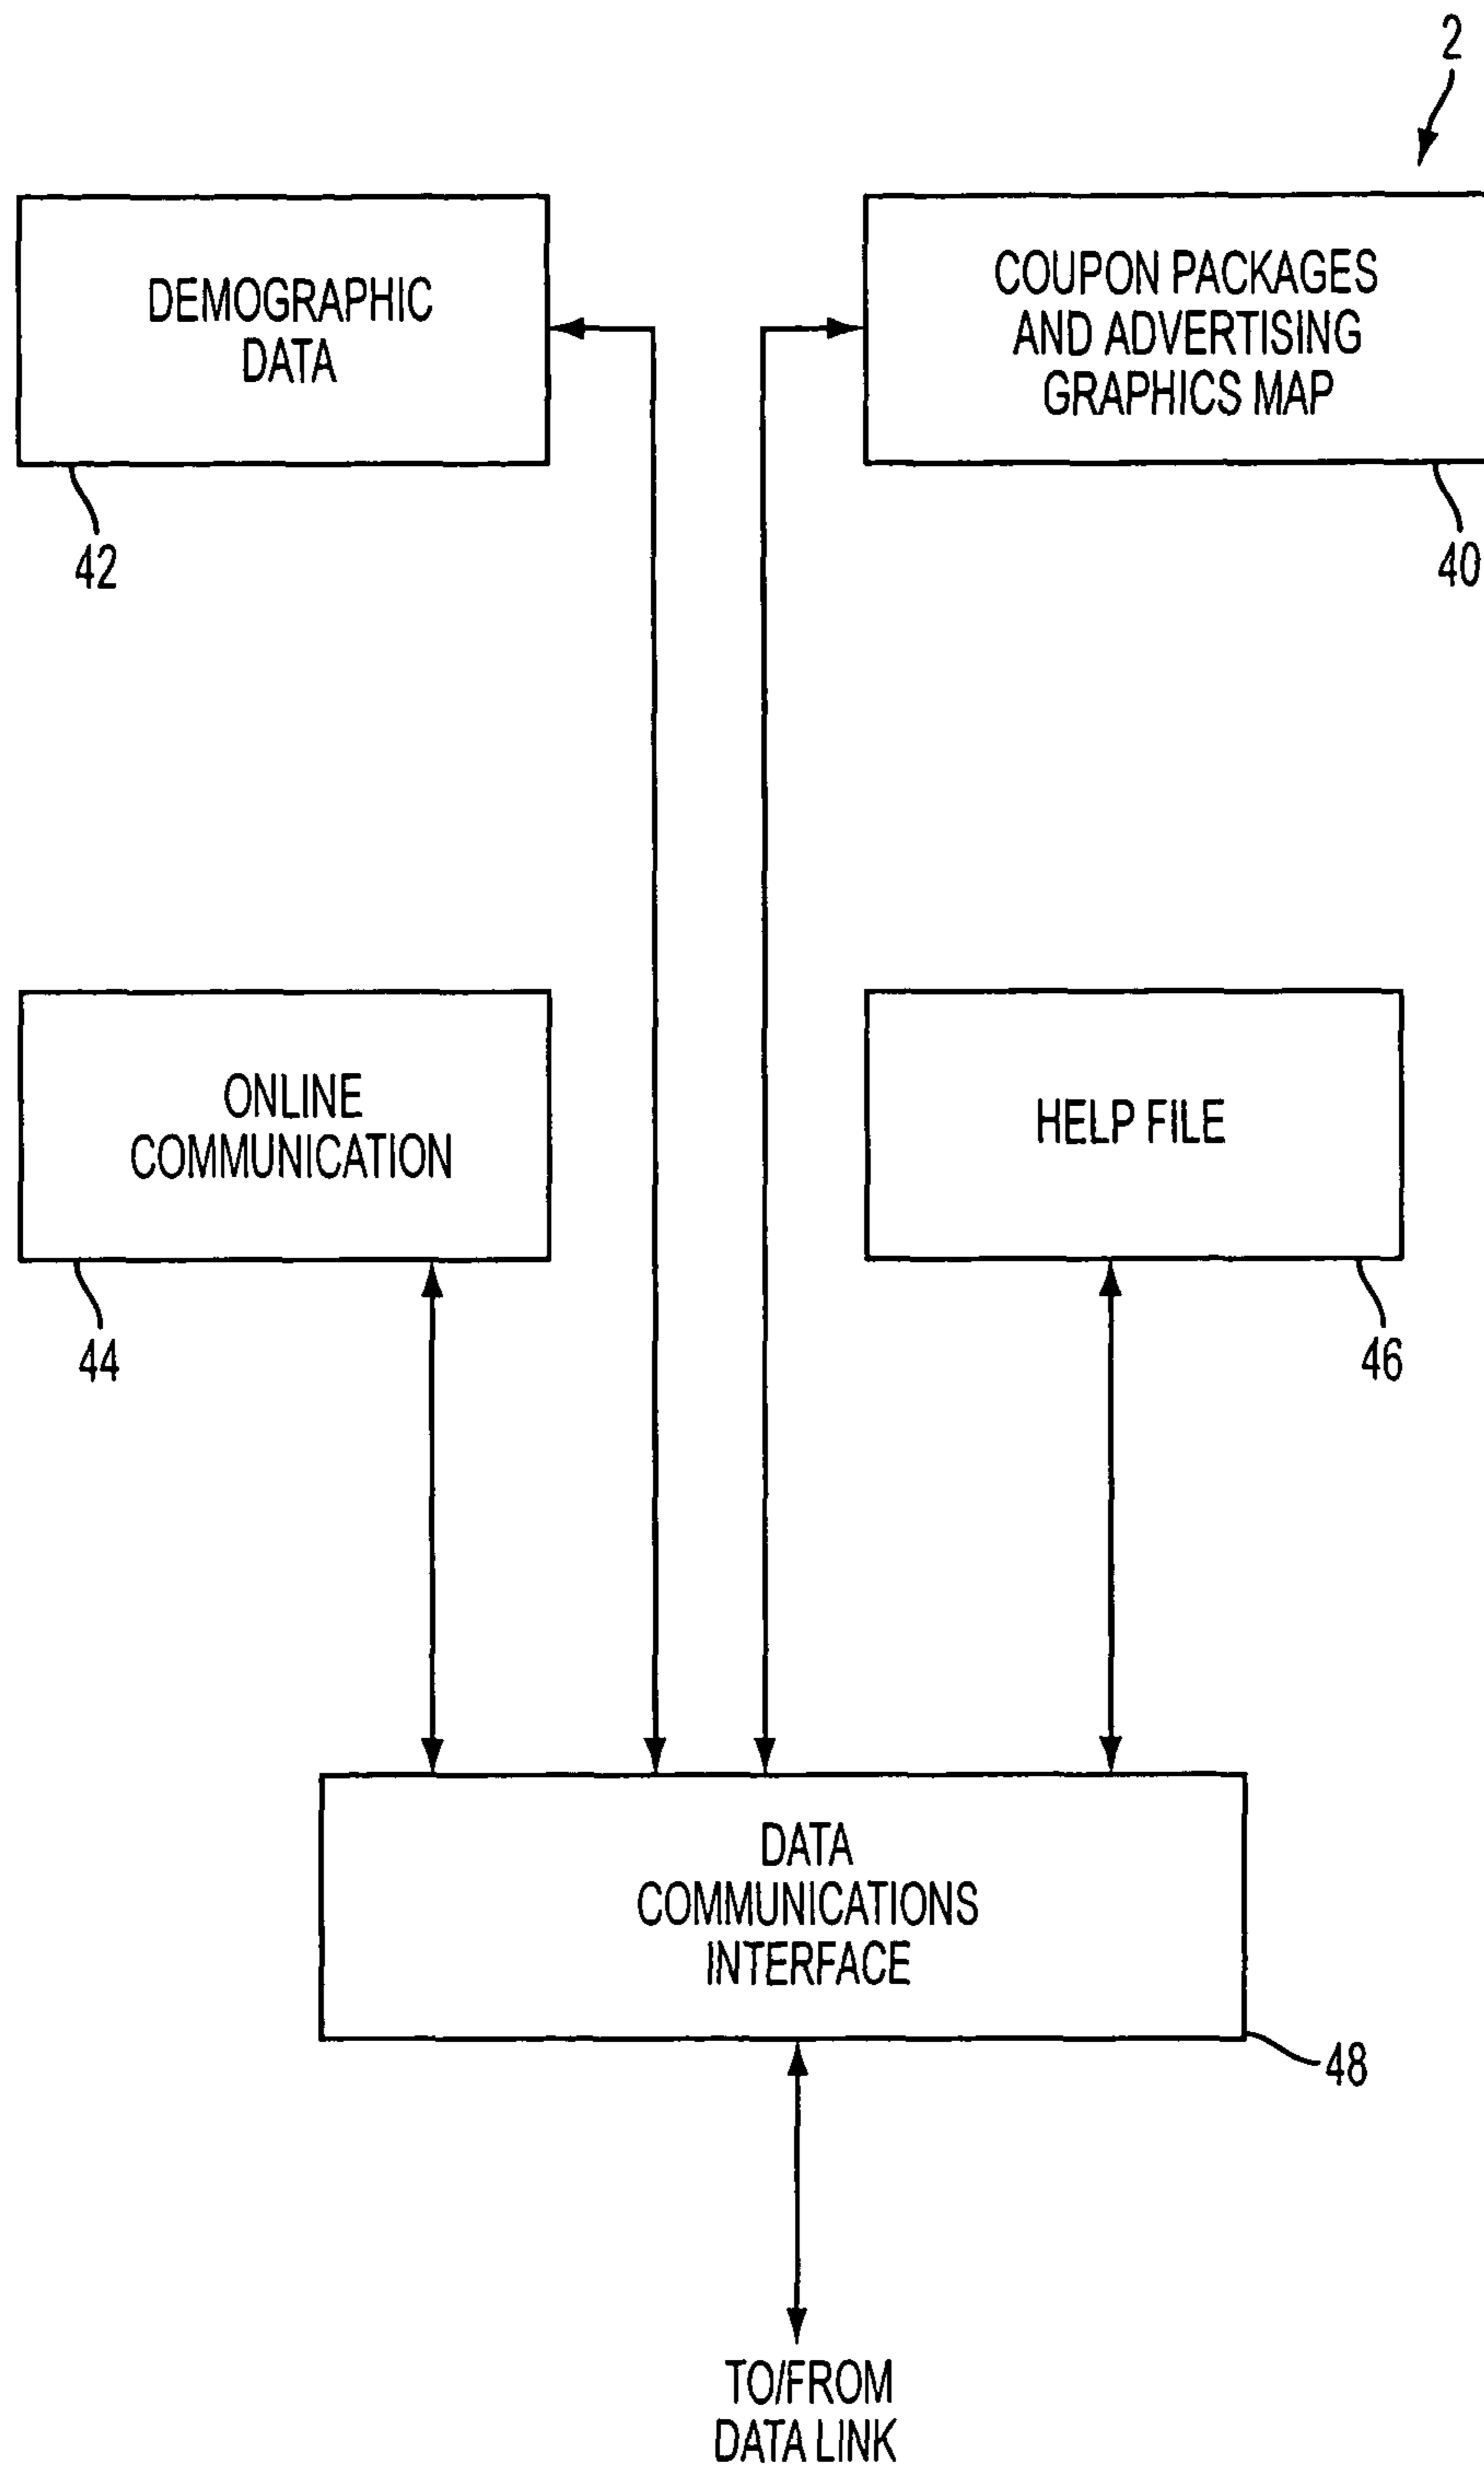 2
DEMOGRAPHIC
DATA
42
COUPON PACKAGES
AND ADVERTISING
GRAPHICS MAP
40
ONLINE
COMMUNICATION
44
HELP FILE
46
DATA
COMMUNICATIONS
INTERFACE
48
TO/FROM
DATA LINK